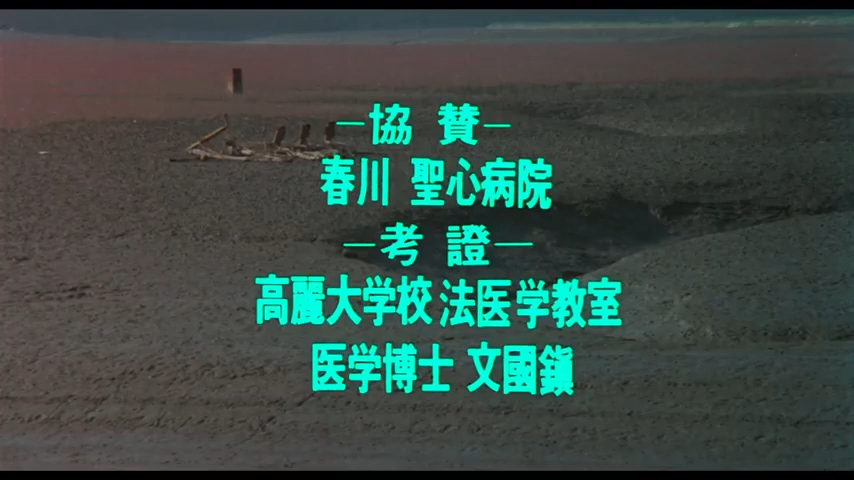 —協 賛—
春川 聖心病院
—考 證—
高麗大学校 法医学教室
医学博士 文國鎭